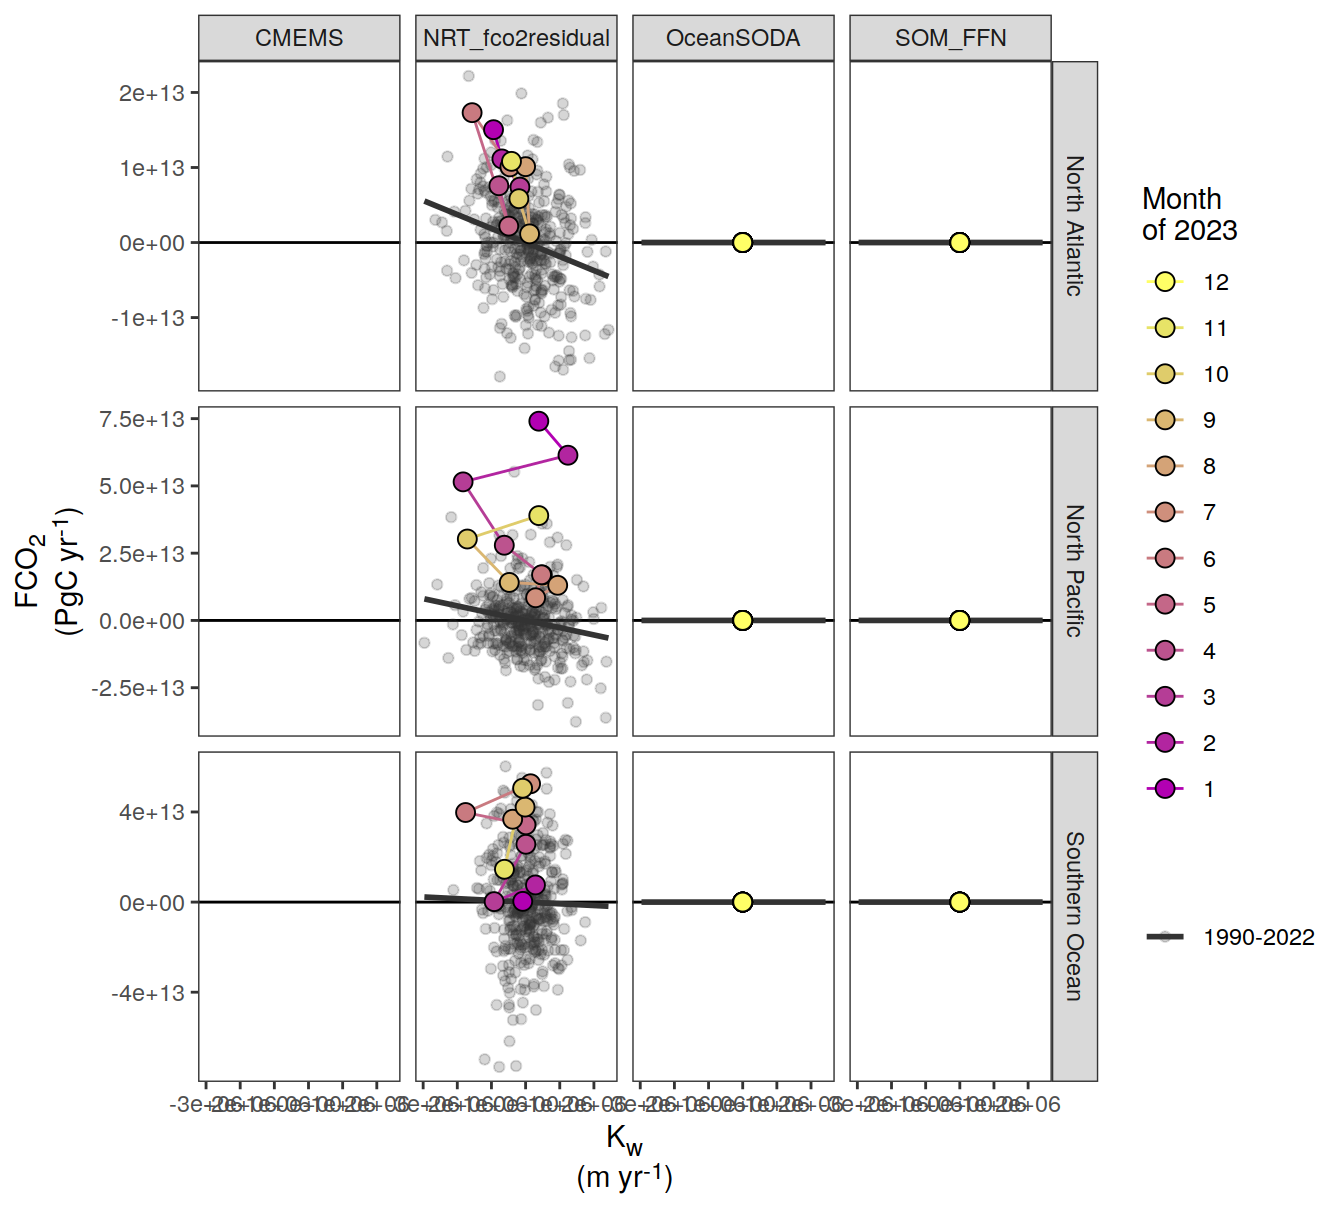 CMEMS
NRT_fco2residual
OceanSODA
SOM_FFN
2e+13
1e+13
0e+00
-1e+13
North Atlantic
7.5e+13
5.0e+13
2.5e+13
0.0e+00
-2.5e+13
North Pacific
4e+13
0e+00
-4e+13
Southern Ocean
FCO2
(PgC yr-1)
Kw
(m yr-1)
Month
of 2023
12
11
10
9
8
7
6
5
4
3
2
1
1990-2022